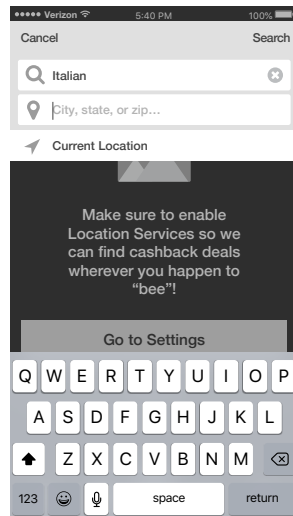 Verizon 5:40 PM 100%
Cancel Search
Italian
City, state, or zip...
Current Location
Make sure to enable
Location Services so we
can find cashback deals
wherever you happen to
“bee”!
Go to Settings
Q W E R T Y U I O P
A S D F G H J K L
Z X C V B N M
123 space return